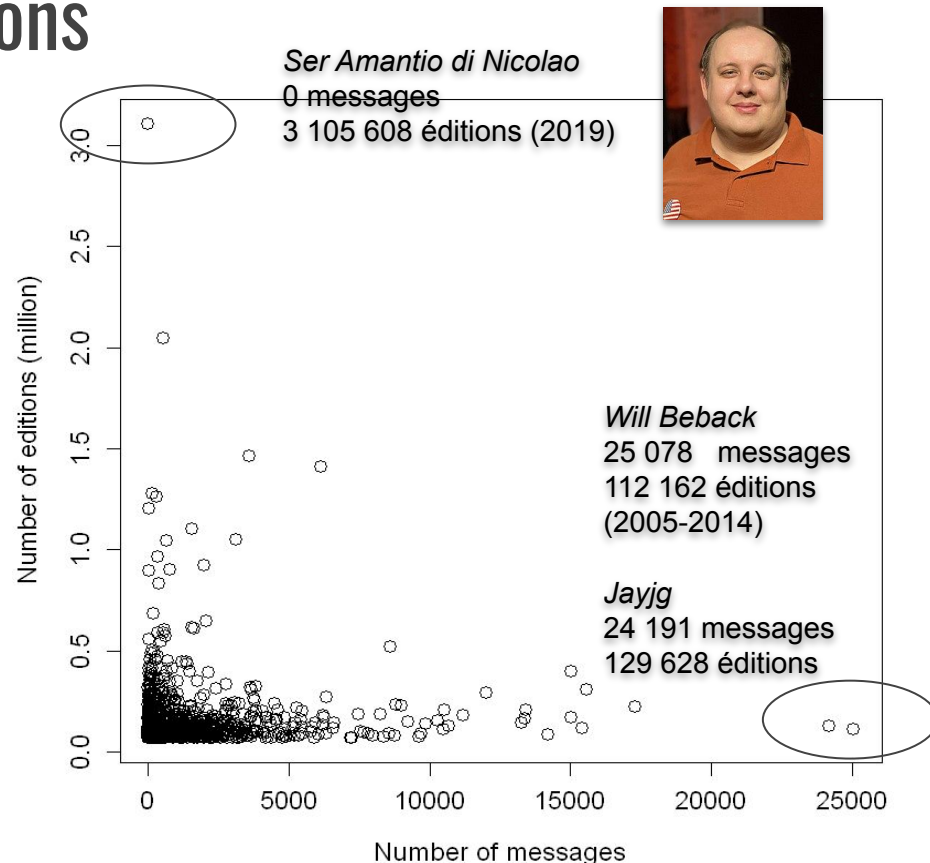 ons
Ser Amantio di Nicolao
0 messages
3 105 608 éditions (2019)
Will Beback
25 078 messages
112 162 éditions
(2005-2014)
Jayjg
24 191 messages
129 628 éditions
Number of editions (million)
3.0
2.5
2.0
1.5
1.0
0.5
0.0
0
5000
10000
15000
20000
25000
Number of messages